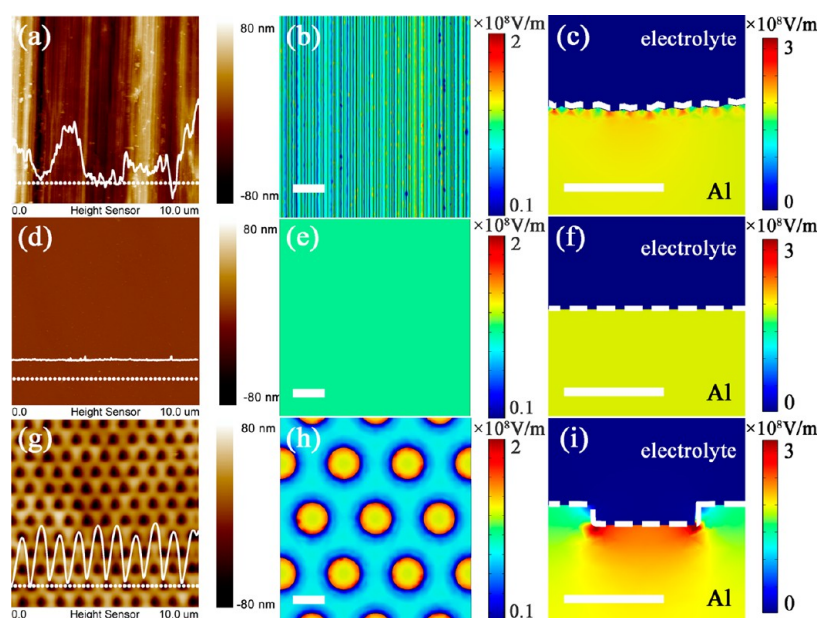 (a)
80 nm
-80 nm
0.0 Height Sensor 10.0 um
(b)
×10⁸V/m
2
0.1
(c)
electrolyte
Al
×10⁸V/m
3
0
(d)
80 nm
-80 nm
0.0 Height Sensor 10.0 um
(e)
×10⁸V/m
2
0.1
(f)
electrolyte
Al
×10⁸V/m
3
0
(g)
80 nm
-80 nm
0.0 Height Sensor 10.0 um
(h)
×10⁸V/m
2
0.1
(i)
electrolyte
Al
×10⁸V/m
3
0